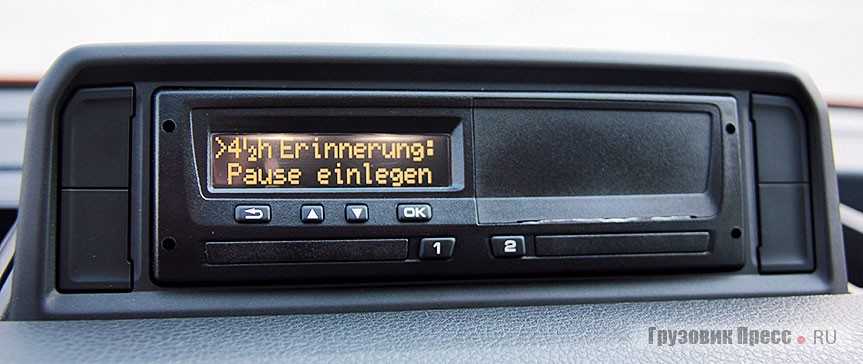 >4½h Erinnerung:
Pause einlegen
OK
1 2
Грузовик Пресс.RU